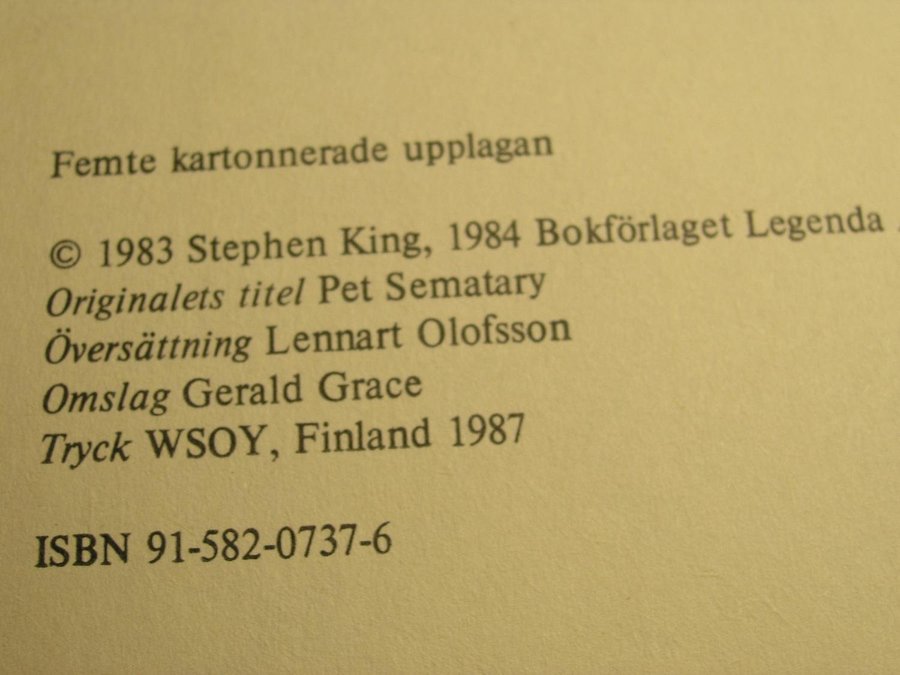 Femte kartonnerade upplagan
© 1983 Stephen King, 1984 Bokförlaget Legenda
Originalets titel Pet Sematary
Översättning Lennart Olofsson
Omslag Gerald Grace
Tryck WSOY, Finland 1987
ISBN 91-582-0737-6